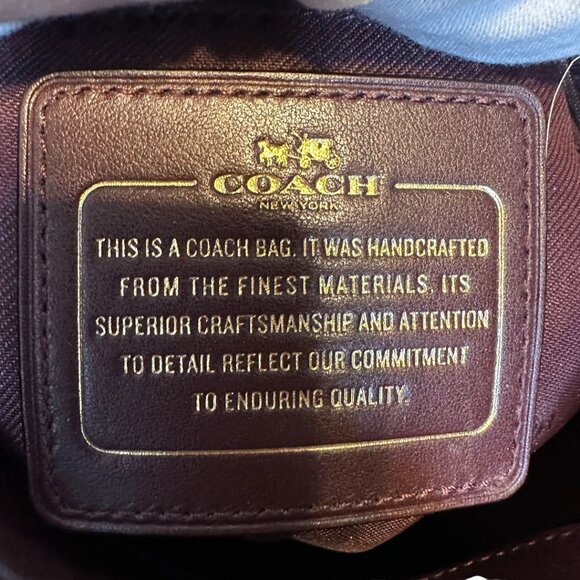 COACH
NEW YORK
THIS IS A COACH BAG. IT WAS HANDCRAFTED
FROM THE FINEST MATERIALS. ITS
SUPERIOR CRAFTSMANSHIP AND ATTENTION
TO DETAIL REFLECT OUR COMMITMENT
TO ENDURING QUALITY.